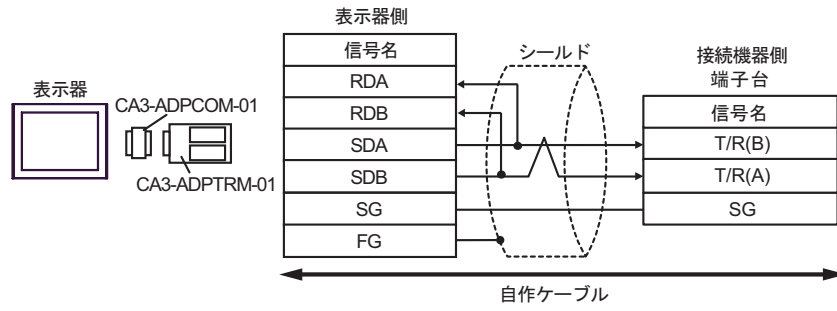 表示器側
信号名
RDA
RDB
SDA
SDB
SG
FG
シールド
接続機器側
端子台
信号名
T/R(B)
T/R(A)
SG
表示器
CA3-ADPCOM-01
CA3-ADPTRM-01
自作ケーブル